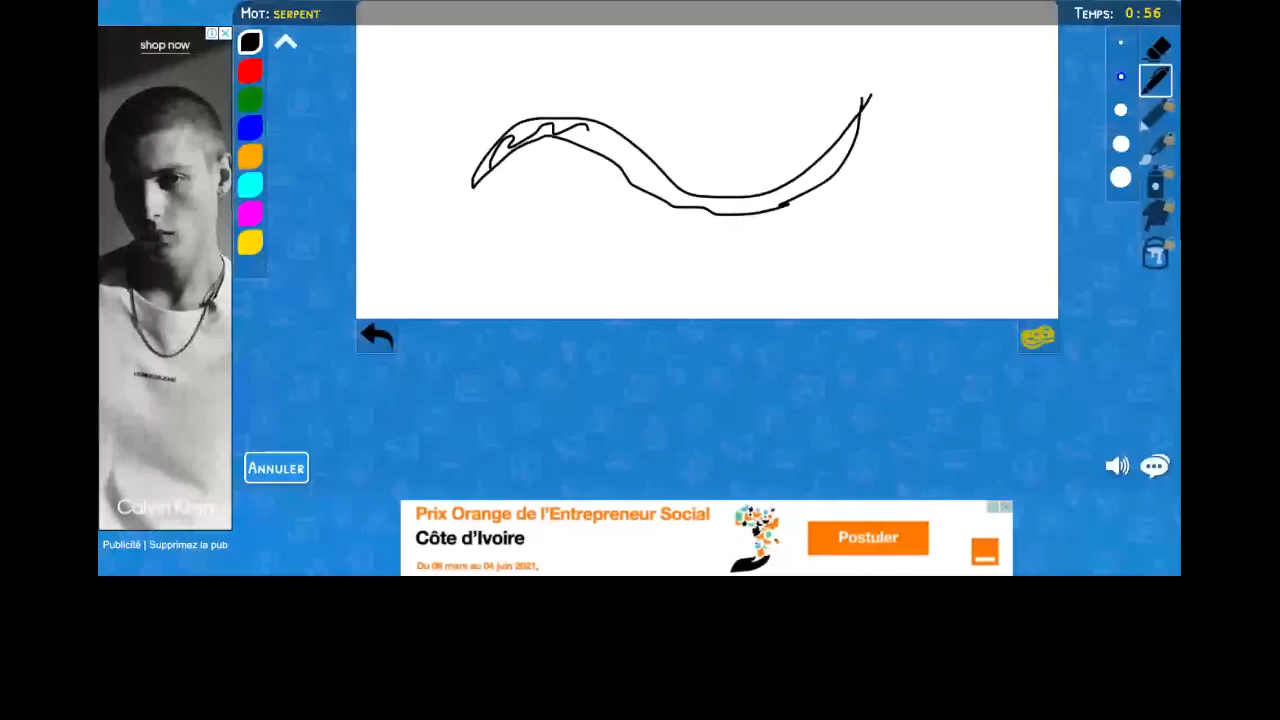 Mot: SERPENT
Temps: 0:56
shop now
Calvin Klein
Publicité | Supprimez la pub
Annuler
Prix Orange de l'Entrepreneur Social
Côte d'Ivoire
Du 08 mars au 04 juin 2021,
Postuler